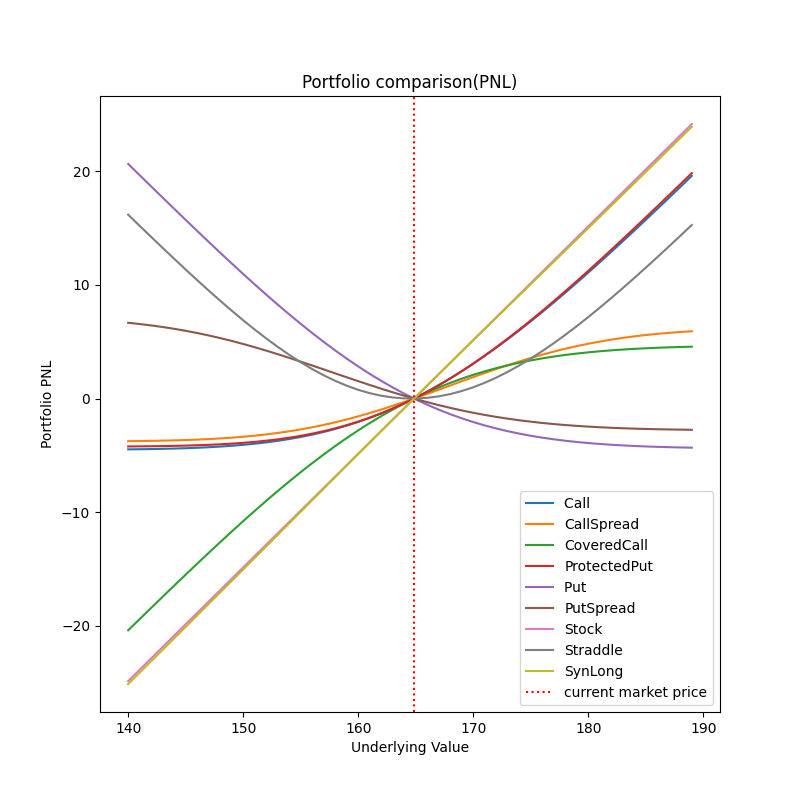 Portfolio comparison(PNL)
20
10
0
−10
−20
Portfolio PNL
Call
CallSpread
CoveredCall
ProtectedPut
Put
PutSpread
Stock
Straddle
SynLong
current market price
140 150 160 170 180 190
Underlying Value